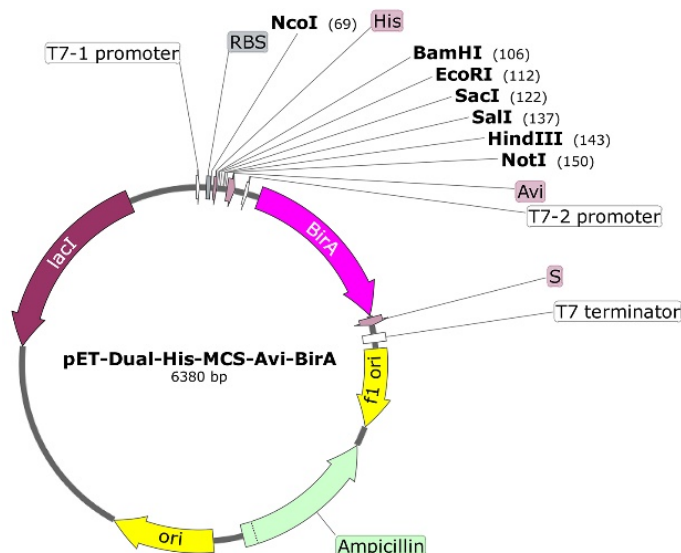 NcoI (69)
His
RBS
T7-1 promoter
BamHI (106)
EcoRI (112)
SacI (122)
SalI (137)
HindIII (143)
NotI (150)
Avi
T7-2 promoter
lacI
BirA
S
T7 terminator
pET-Dual-His-MCS-Avi-BirA
6380 bp
f1 ori
ori
Ampicillin